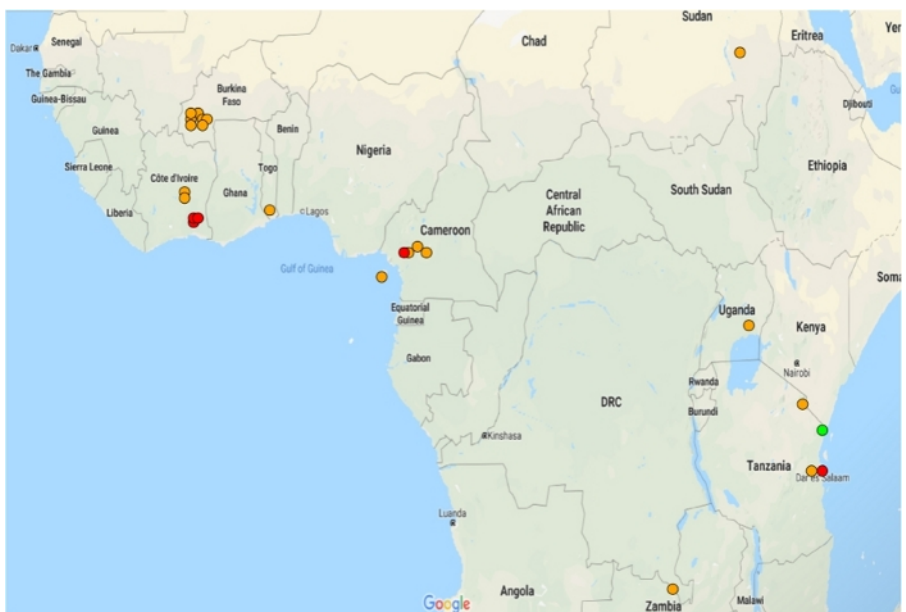 Sudan
Eritrea
Yer
Dakar
Senegal
Chad
The Gambia
Burkina
Faso
Guinea-Bissau
Djibouti
Guinea
Benin
Nigeria
Ethiopia
Sierra Leone
Côte d'Ivoire
Togo
Ghana
South Sudan
Central
African
Republic
Liberia
Lagos
Cameroon
Gulf of Guinea
Soma
Equatorial
Guinea
Uganda
Kenya
Gabon
Nairobi
Rwanda
DRC
Burundi
Kinshasa
Tanzania
Dar es Salaam
Luanda
Angola
Zambia
Malawi
Google